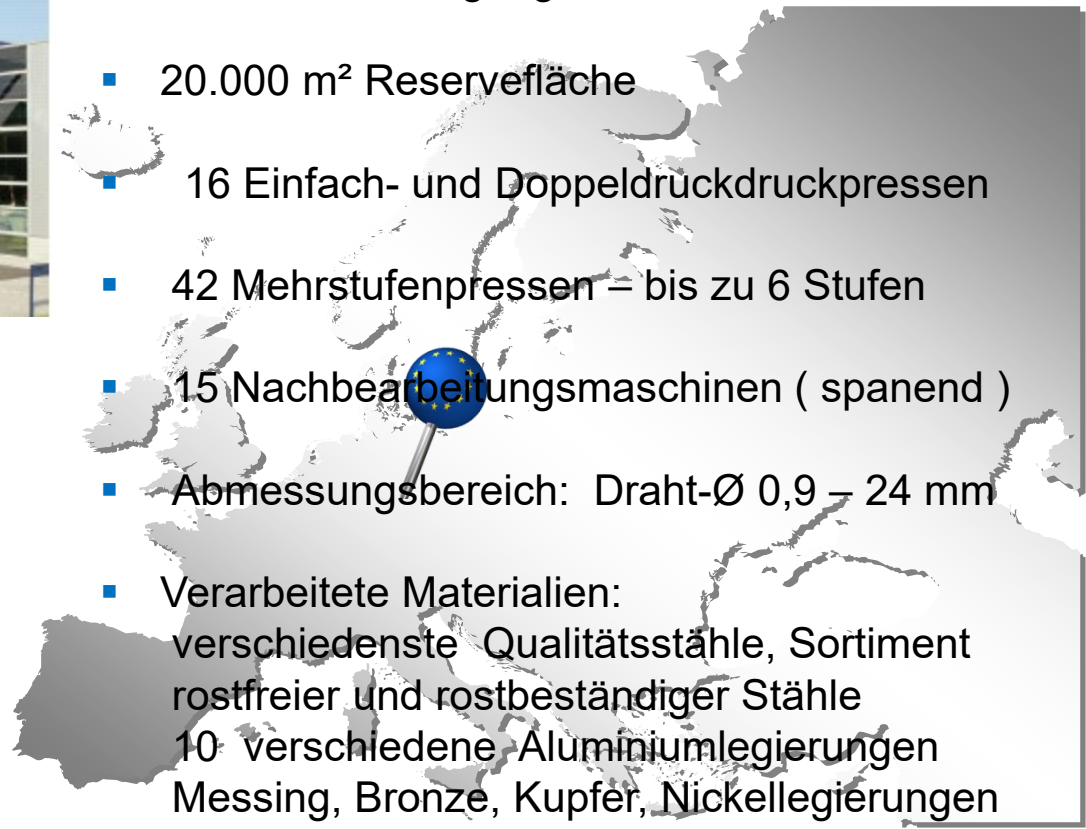 20.000 m² Reservefläche
16 Einfach- und Doppeldruckdruckpressen
42 Mehrstufenpressen – bis zu 6 Stufen
15 Nachbearbeitungsmaschinen ( spanend )
Abmessungsbereich: Draht-Ø 0,9 – 24 mm
Verarbeitete Materialien:
verschiedenste Qualitätsstähle, Sortiment
rostfreier und rostbeständiger Stähle
10 verschiedene Aluminiumlegierungen
Messing, Bronze, Kupfer, Nickellegierungen